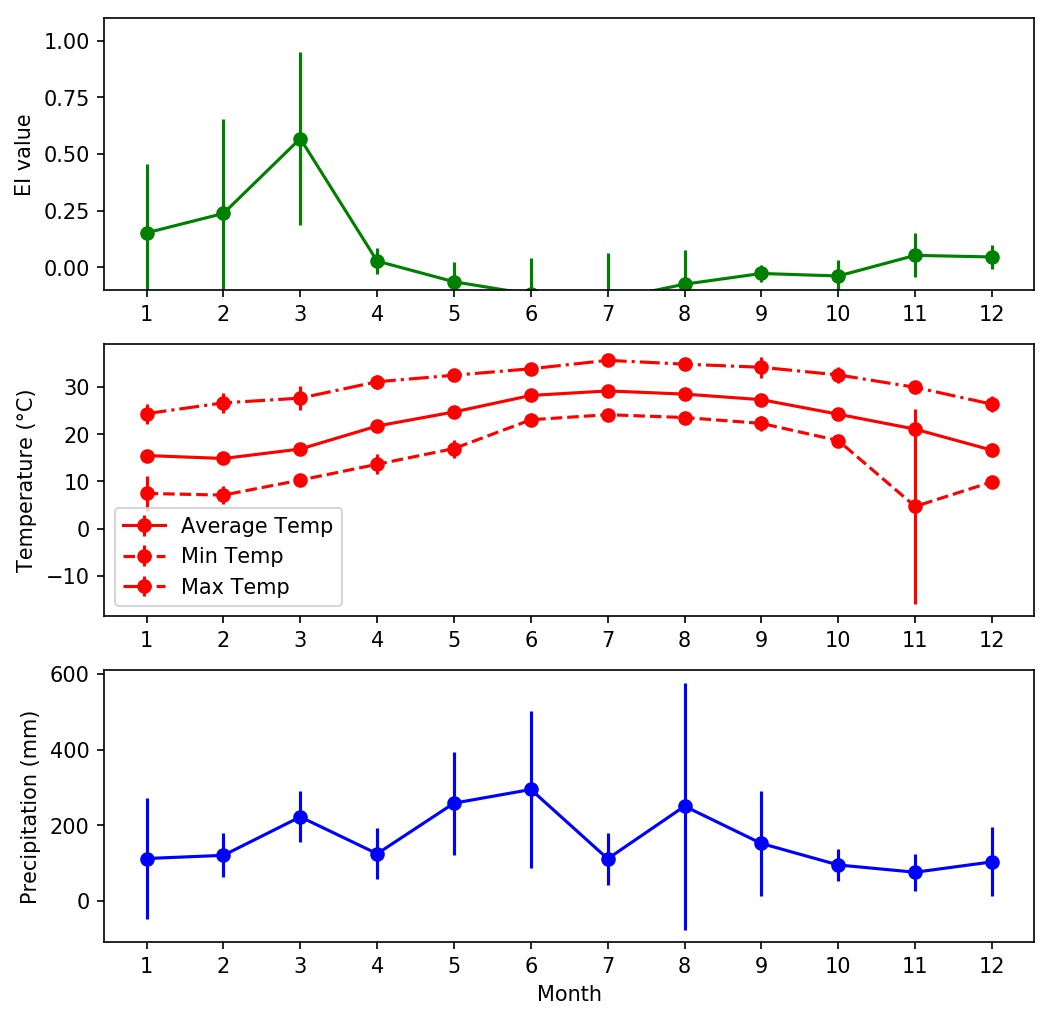 EI value
1.00
0.75
0.50
0.25
0.00
1 2 3 4 5 6 7 8 9 10 11 12
Temperature (°C)
30
20
10
0
−10
Average Temp
Min Temp
Max Temp
1 2 3 4 5 6 7 8 9 10 11 12
Precipitation (mm)
600
400
200
0
1 2 3 4 5 6 7 8 9 10 11 12
Month